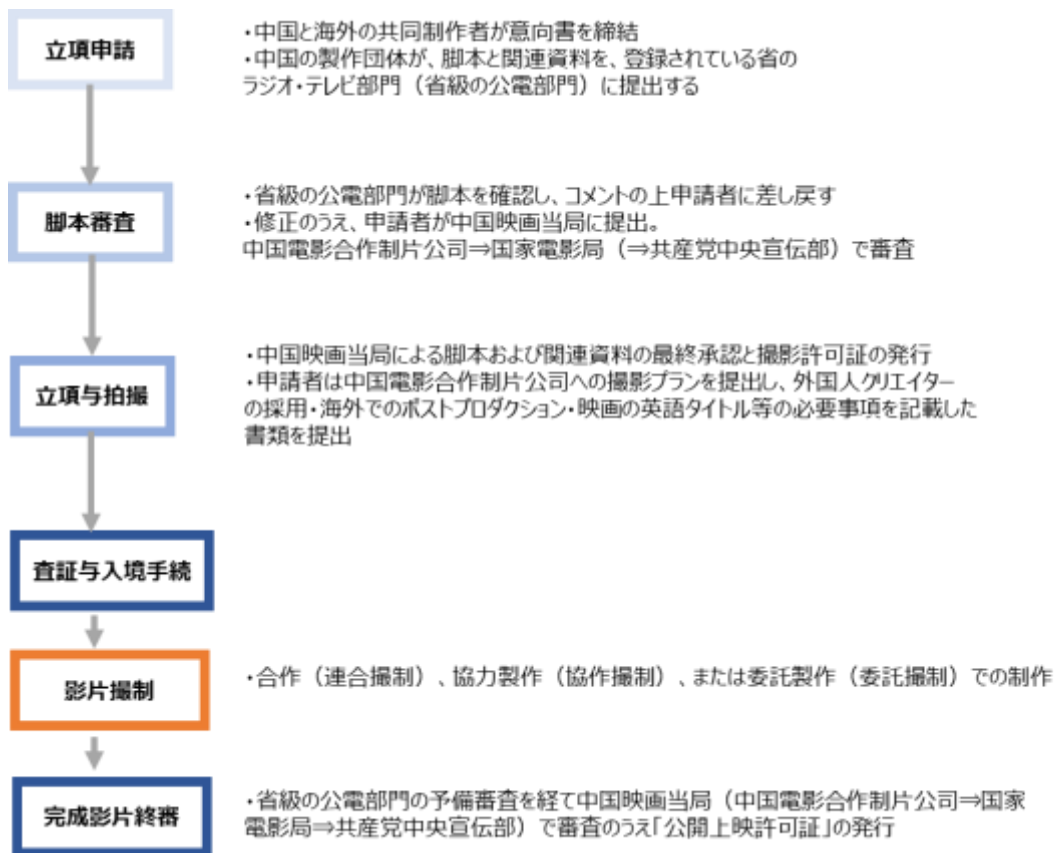 立項申請
・中国と海外の共同制作者が意向書を締結
・中国の製作団体が、脚本と関連資料を、登録されている省の
ラジオ・テレビ部門（省級の公電部門）に提出する
脚本審査
・省級の公電部門が脚本を確認し、コメントの上申請者に差し戻す
・修正のうえ、申請者が中国映画当局に提出。
中国電影合作制片公司⇒国家電影局（⇒共産党中央宣伝部）で審査
立項与拍撮
・中国映画当局による脚本および関連資料の最終承認と撮影許可証の発行
・申請者は中国電影合作制片公司への撮影プランを提出し、外国人クリエイター
の採用・海外でのポストプロダクション・映画の英語タイトル等の必要事項を記載した
書類を提出
査証与入境手続
影片撮制
・合作（連合撮制）、協力製作（協作撮制）、または委託製作（委託撮制）での制作
完成影片終審
・省級の公電部門の予備審査を経て中国映画当局（中国電影合作制片公司⇒国家
電影局⇒共産党中央宣伝部）で審査のうえ「公開上映許可証」の発行